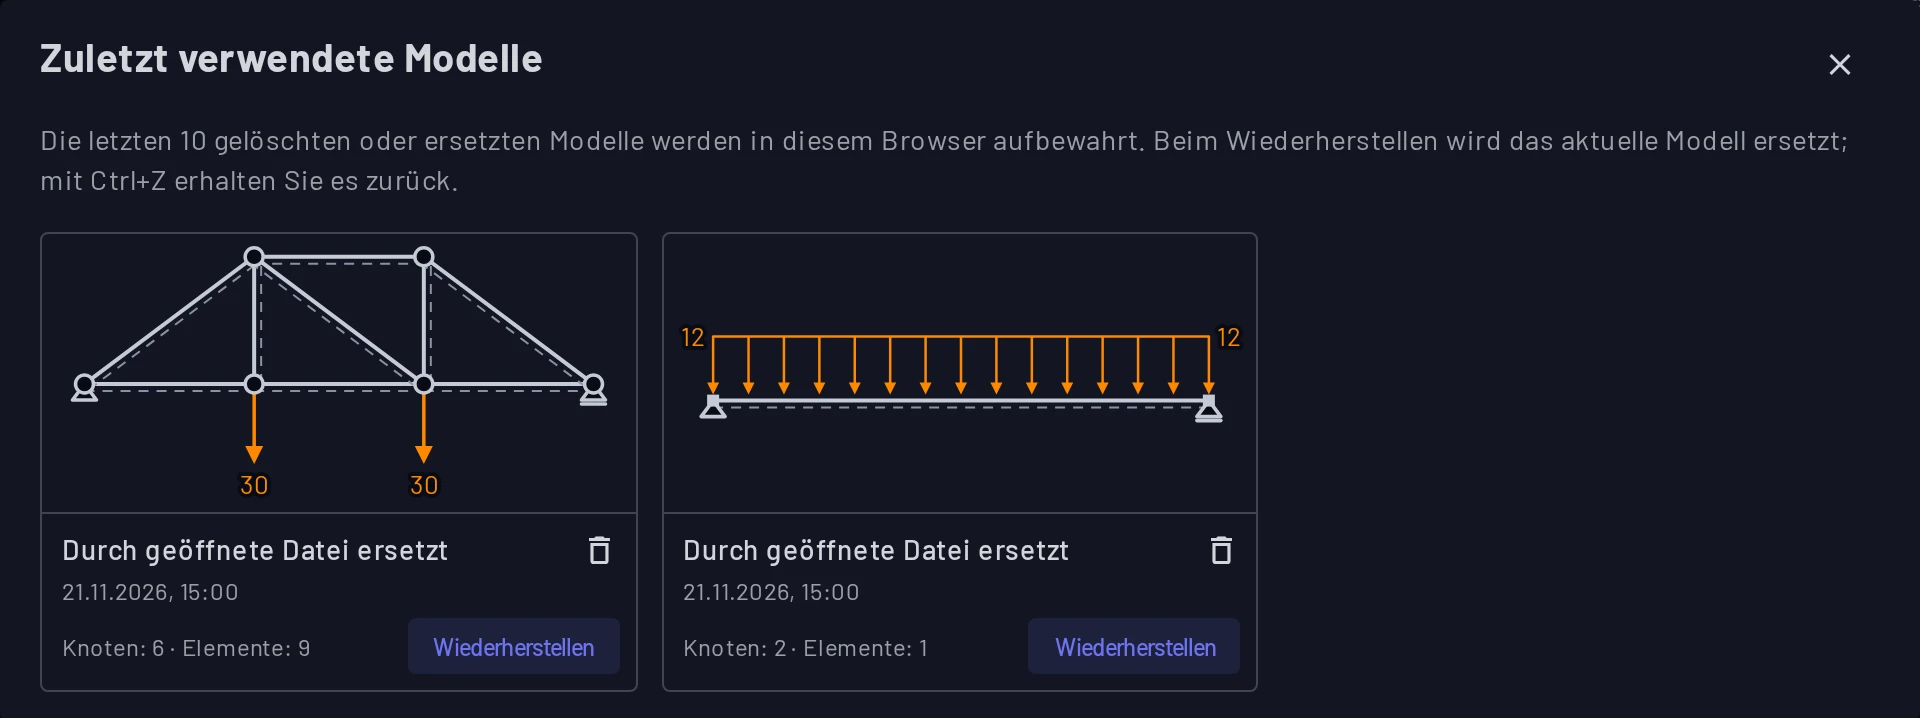 Zuletzt verwendete Modelle
Die letzten 10 gelöschten oder ersetzten Modelle werden in diesem Browser aufbewahrt. Beim Wiederherstellen wird das aktuelle Modell ersetzt;
mit Ctrl+Z erhalten Sie es zurück.
30 30
Durch geöffnete Datei ersetzt
21.11.2026, 15:00
Knoten: 6 · Elemente: 9
Wiederherstellen
12 12
Durch geöffnete Datei ersetzt
21.11.2026, 15:00
Knoten: 2 · Elemente: 1
Wiederherstellen